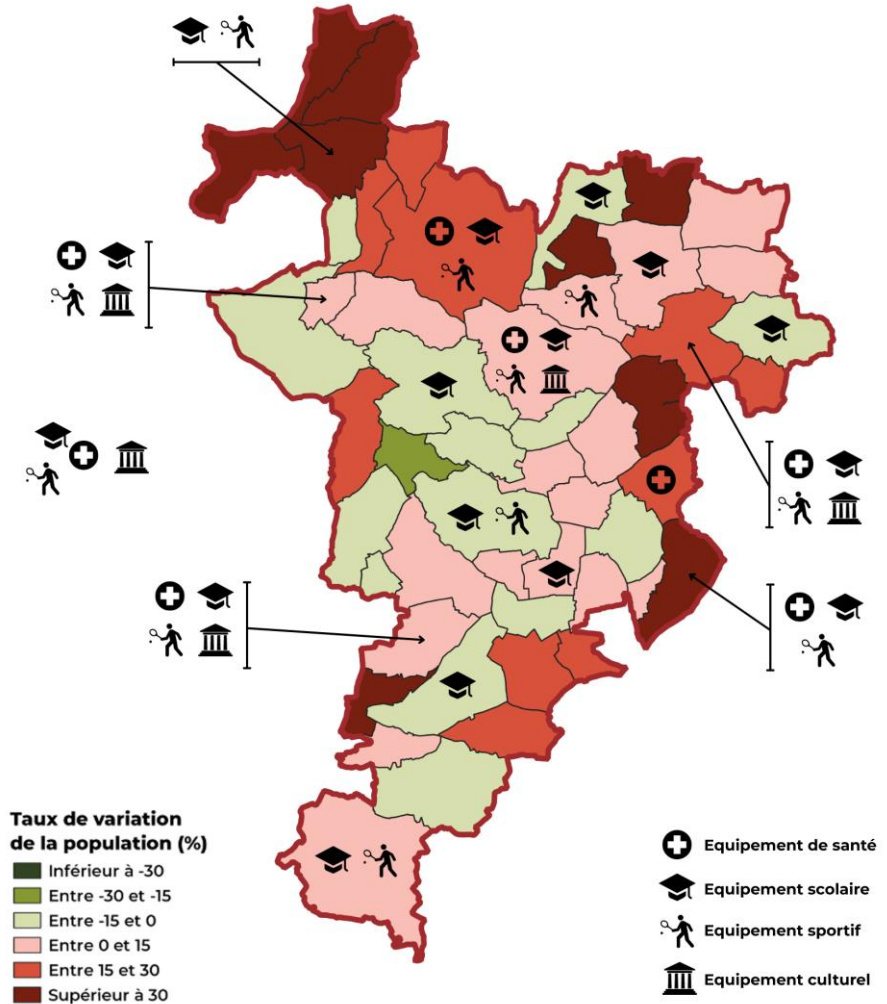 Taux de variation
de la population (%)
Inférieur à -30
Entre -30 et -15
Entre -15 et 0
Entre 0 et 15
Entre 15 et 30
Supérieur à 30
Equipement de santé
Equipement scolaire
Equipement sportif
Equipement culturel